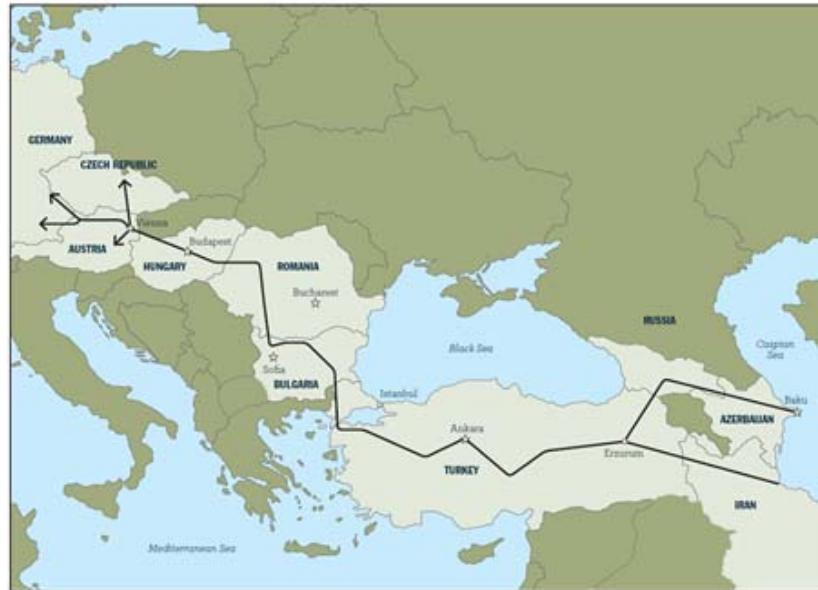 GERMANY
CZECH REPUBLIC
Vienna
AUSTRIA
Budapest
HUNGARY
ROMANIA
Bucharest
RUSSIA
Caspian
Sea
Black Sea
Sofia
BULGARIA
Istanbul
Baku
AZERBAIJAN
Ankara
Erzurum
TURKEY
IRAN
Mediterranean Sea